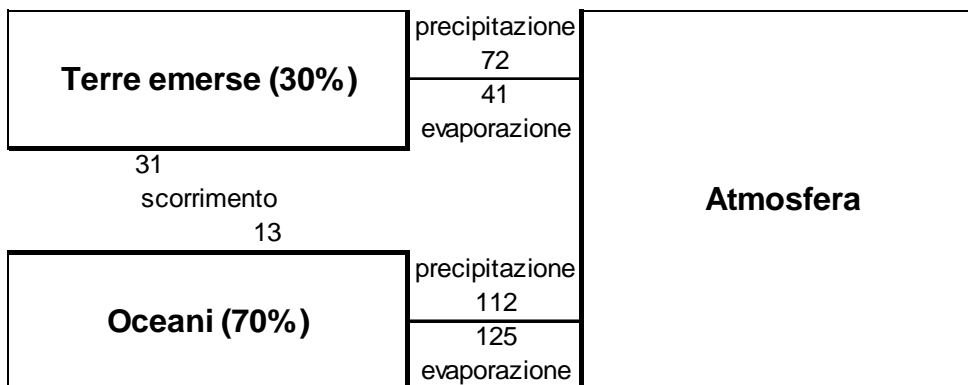 precipitazione
72
Terre emerse (30%)
41
evaporazione
31
scorrimento
13
Atmosfera
precipitazione
112
Oceani (70%)
125
evaporazione